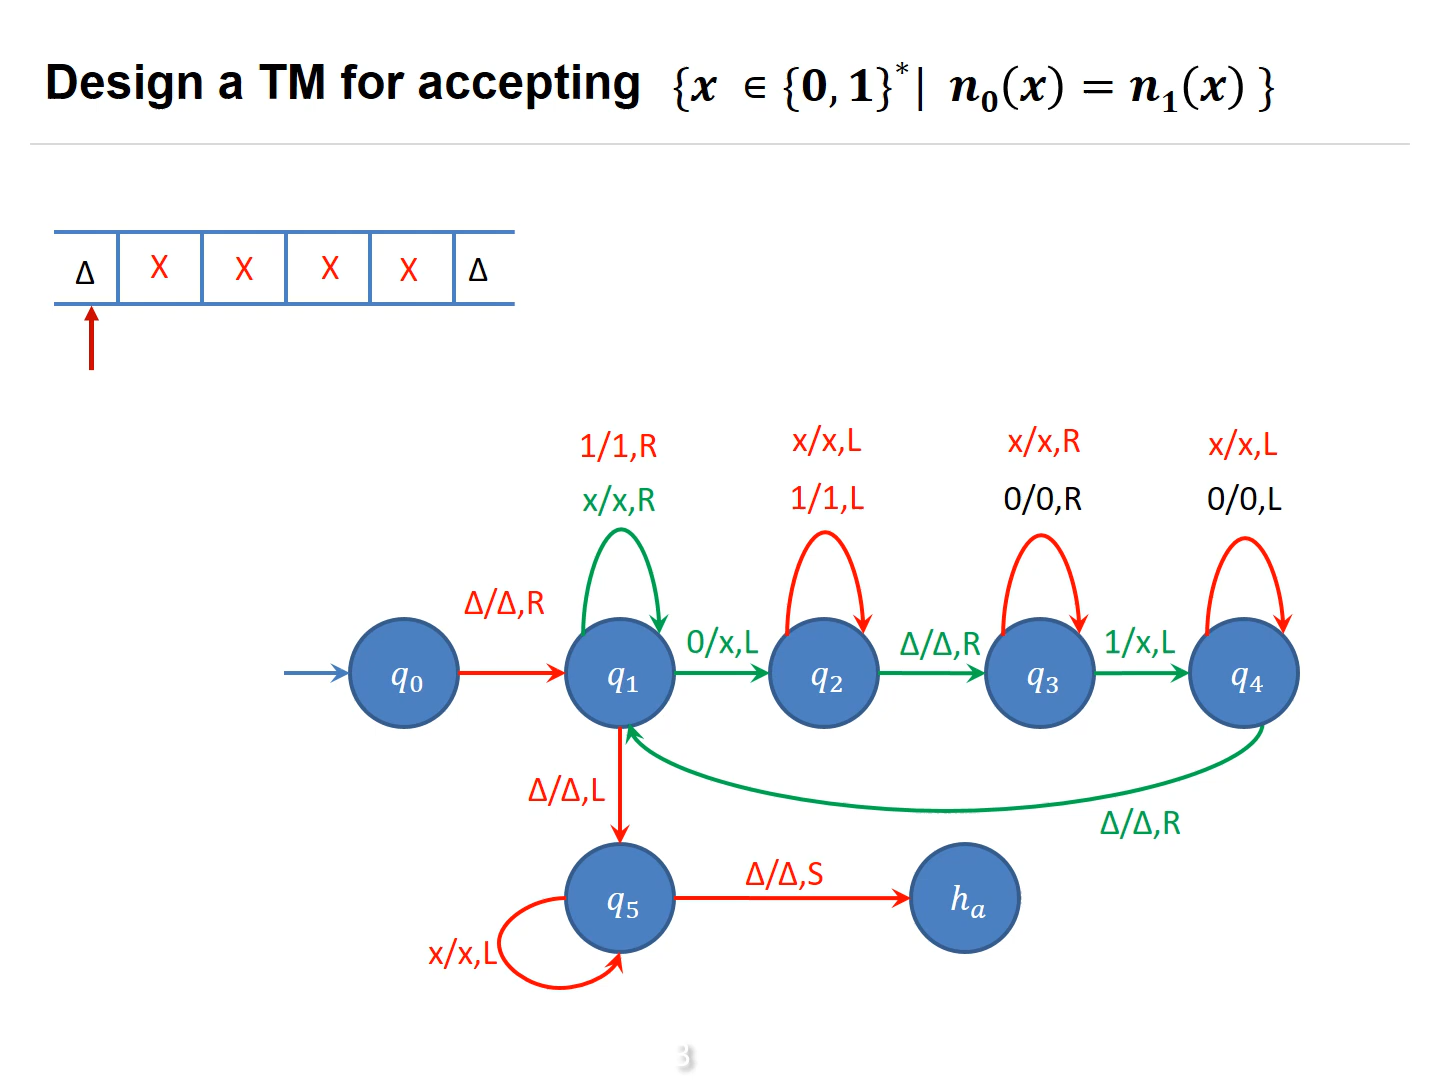 Design a TM for accepting {x ∈ {0, 1}*| n₀(x) = n₁(x) }
Δ X X X X Δ
1/1,R x/x,L x/x,R x/x,L
x/x,R 1/1,L 0/0,R 0/0,L
Δ/Δ,R 0/x,L Δ/Δ,R 1/x,L
q₀ q₁ q₂ q₃ q₄
Δ/Δ,L Δ/Δ,R
Δ/Δ,S
q₅ hₐ
x/x,L
3